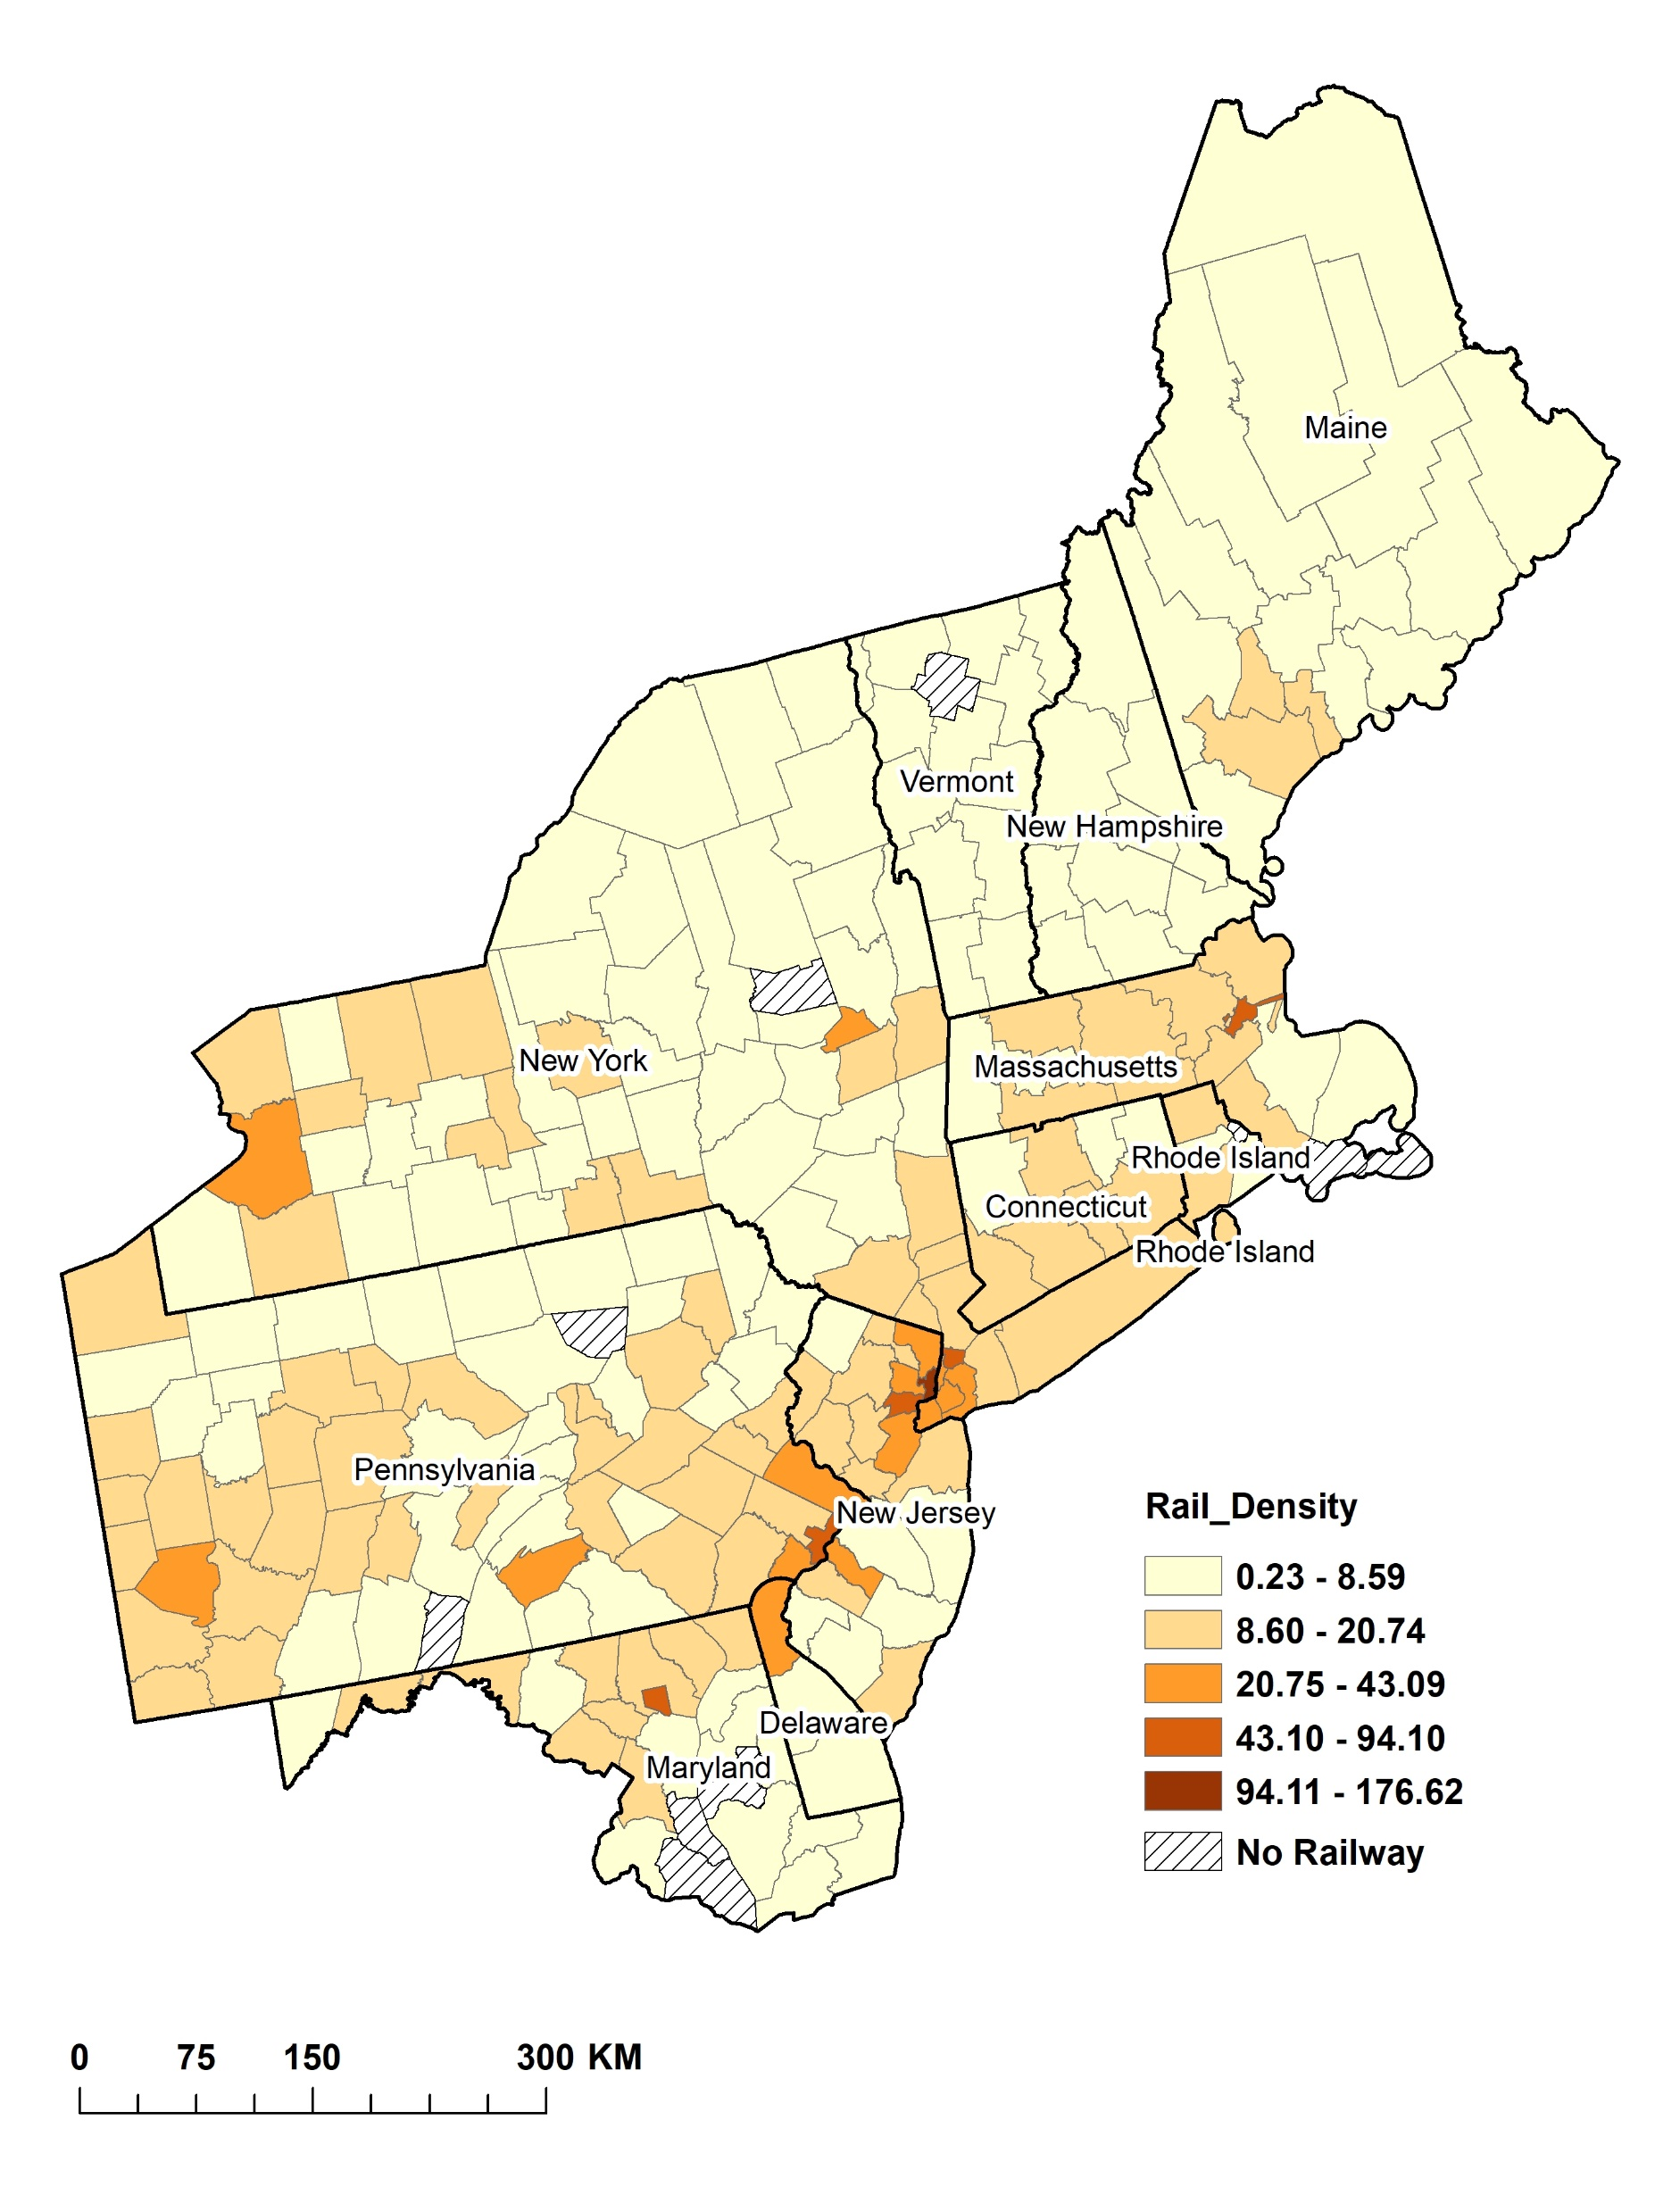 Maine
Vermont
New Hampshire
New York
Massachusetts
Rhode Island
Connecticut
Rhode Island
Pennsylvania
New Jersey
Rail_Density
0.23 - 8.59
8.60 - 20.74
20.75 - 43.09
43.10 - 94.10
94.11 - 176.62
No Railway
Delaware
Maryland
0 75 150 300 KM